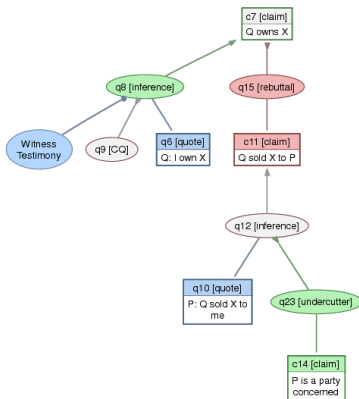 c7 [claim]
Q owns X
q8 [inference]
q15 [rebuttal]
Witness
Testimony
q9 [CQ]
q6 [quote]
Q: I own X
c11 [claim]
Q sold X to P
q12 [inference]
q10 [quote]
P: Q sold X to
me
q23 [undercutter]
c14 [claim]
P is a party
concerned